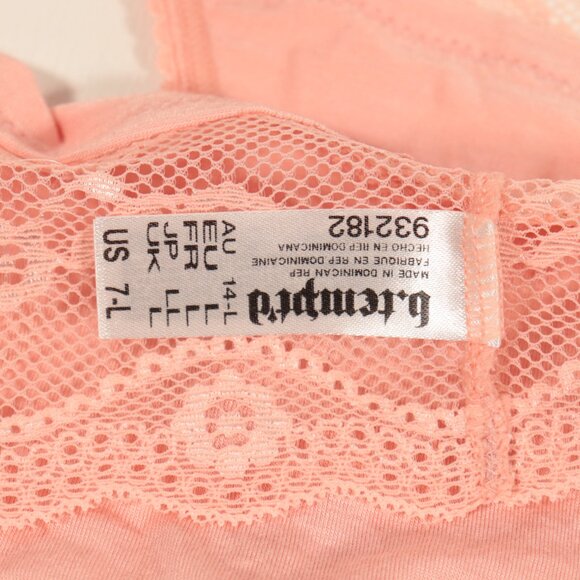 b.tempt'd
MADE IN DOMINICAN REP
FABRIQUE EN REP DOMINICAINE
HECHO EN REP DOMINICANA
932182
AU 14-L
EU L
FR L
JP LL
UK L
US 7-L